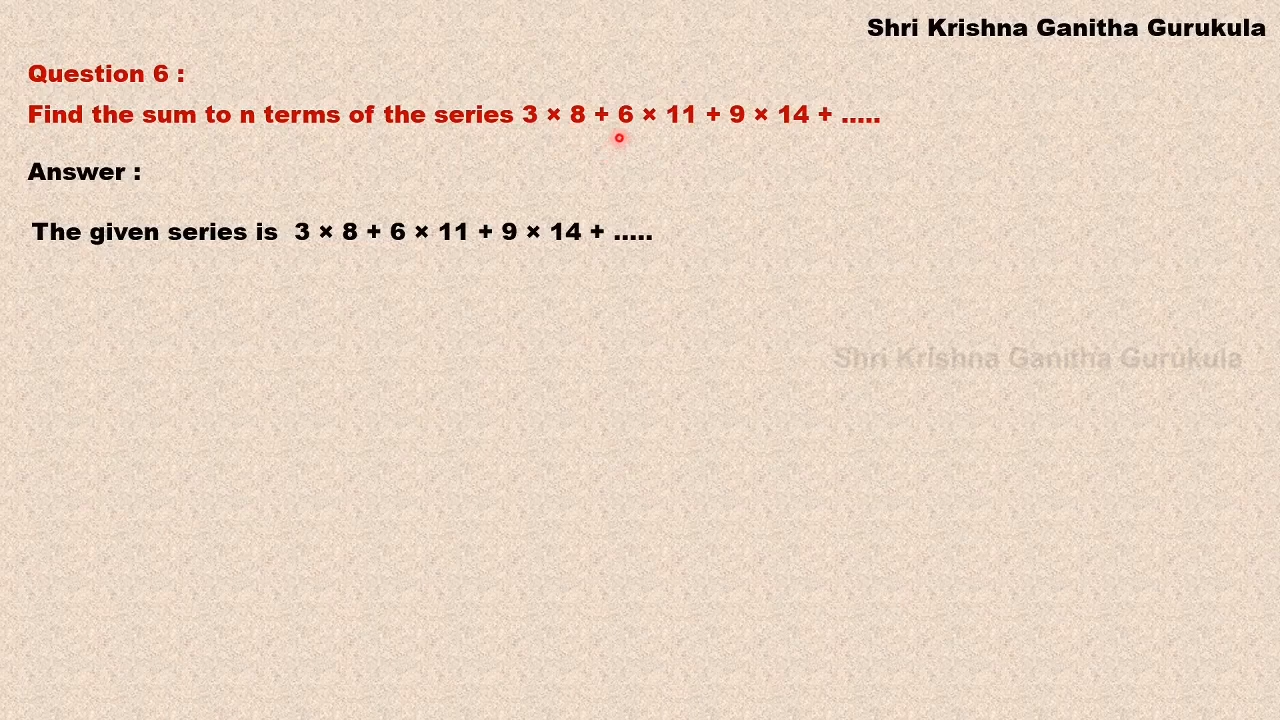 Shri Krishna Ganitha Gurukula
Question 6 :
Find the sum to n terms of the series 3 × 8 + 6 × 11 + 9 × 14 + .....
Answer :
The given series is 3 × 8 + 6 × 11 + 9 × 14 + .....
Shri Krishna Ganitha Gurukula